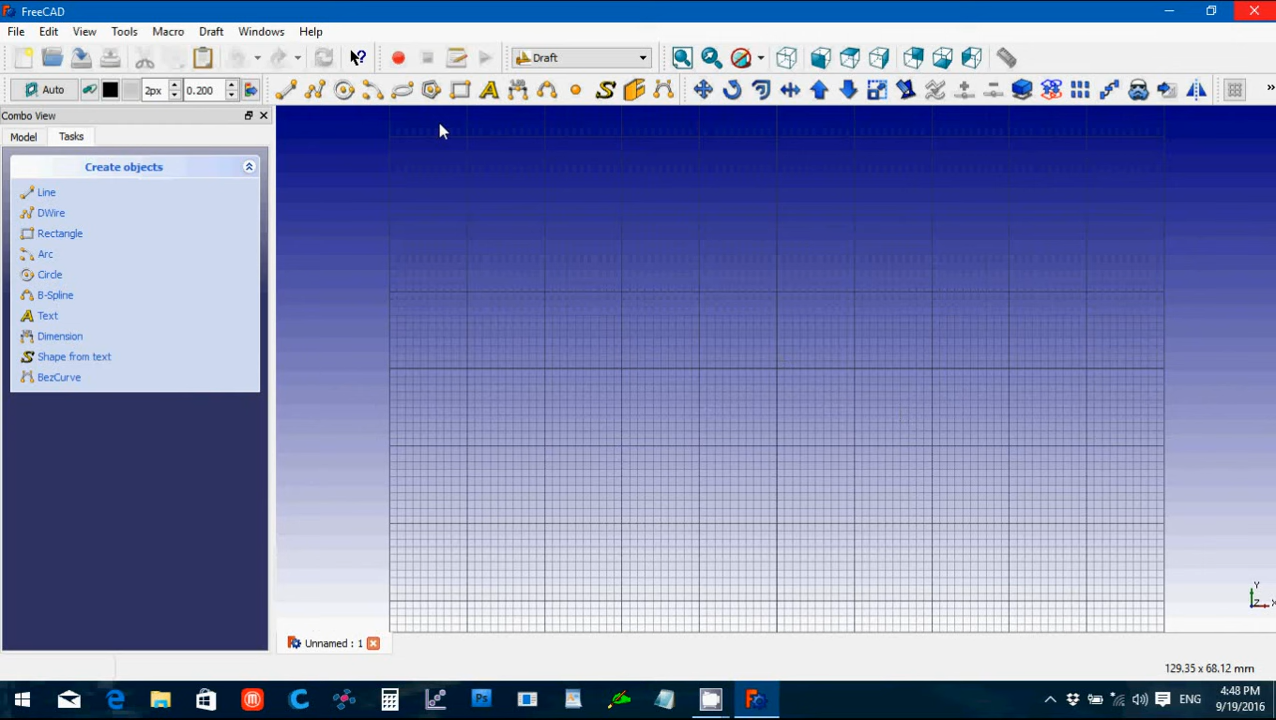 FreeCAD
File Edit View Tools Macro Draft Windows Help
Draft
Auto 2px 0.200
Combo View
Model Tasks
Create objects
Line
DWire
Rectangle
Arc
Circle
B-Spline
Text
Dimension
Shape from text
BezCurve
Y
Z X
Unnamed : 1
129.35 x 68.12 mm
ENG
4:48 PM
9/19/2016